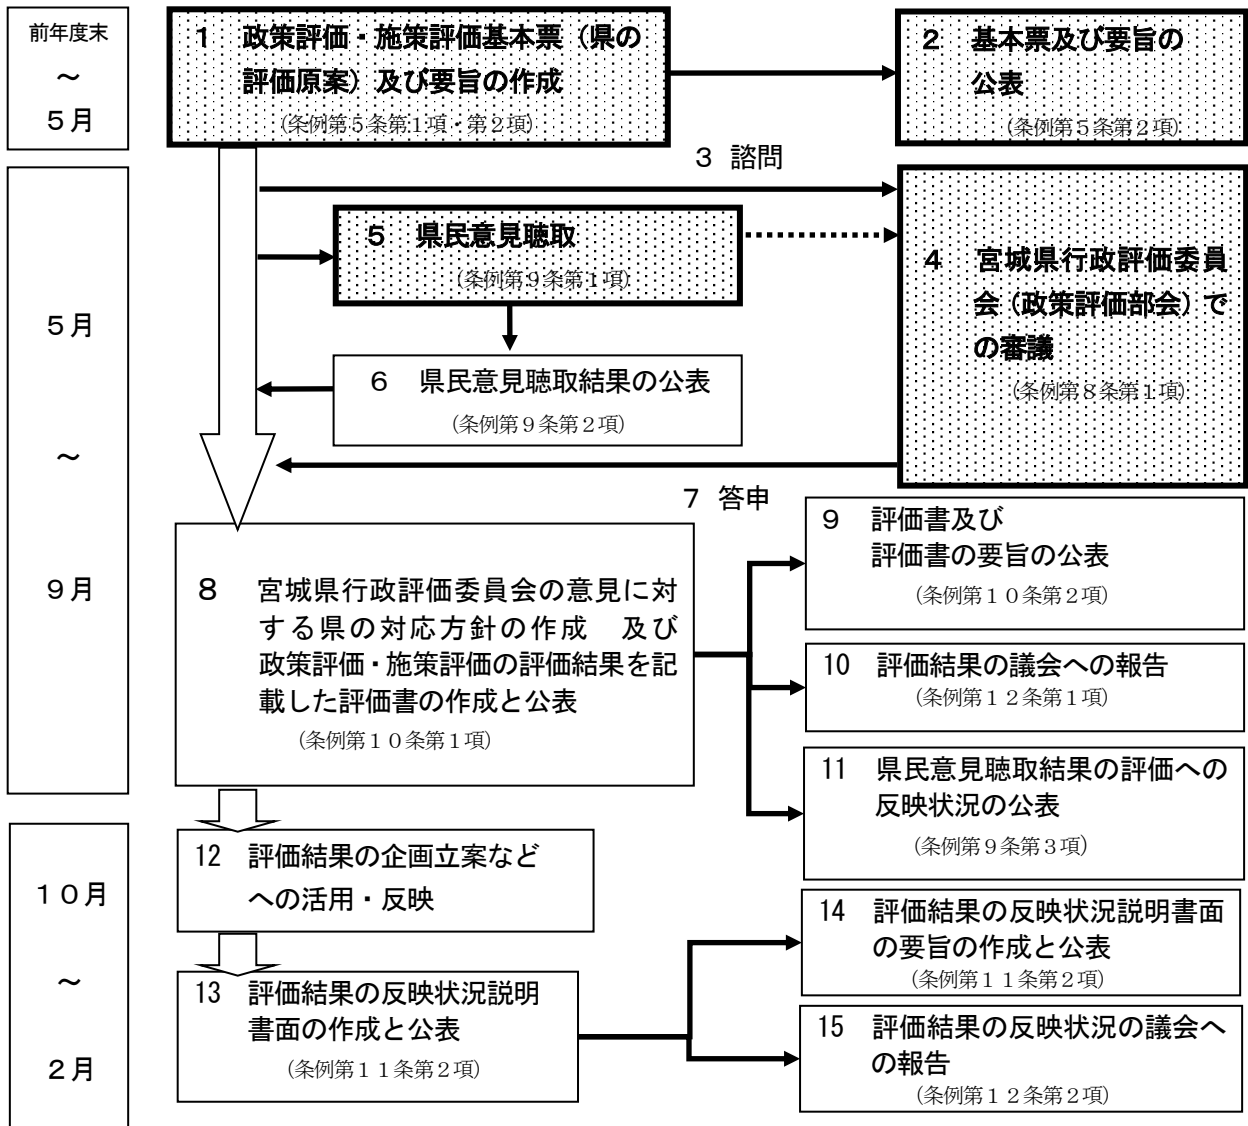 前年度末
～
５月
１　政策評価・施策評価基本票（県の
評価原案）及び要旨の作成
（条例第５条第１項・第２項）
２　基本票及び要旨の
公表
（条例第５条第２項）
３ 諮問
５月
～
９月
５　県民意見聴取
（条例第９条第１項）
４　宮城県行政評価委員
会（政策評価部会）で
の審議
（条例第８条第１項）
６　県民意見聴取結果の公表
（条例第９条第２項）
７ 答申
８　宮城県行政評価委員会の意見に対
する県の対応方針の作成　及び
政策評価・施策評価の評価結果を記
載した評価書の作成と公表
（条例第１０条第１項）
９　評価書及び
評価書の要旨の公表
（条例第１０条第２項）
10　評価結果の議会への報告
（条例第１２条第１項）
11　県民意見聴取結果の評価への
反映状況の公表
（条例第９条第３項）
１０月
～
２月
12　評価結果の企画立案など
への活用・反映
13　評価結果の反映状況説明
書面の作成と公表
（条例第１１条第２項）
14　評価結果の反映状況説明書面
の要旨の作成と公表
（条例第１１条第２項）
15　評価結果の反映状況の議会へ
の報告
（条例第１２条第２項）